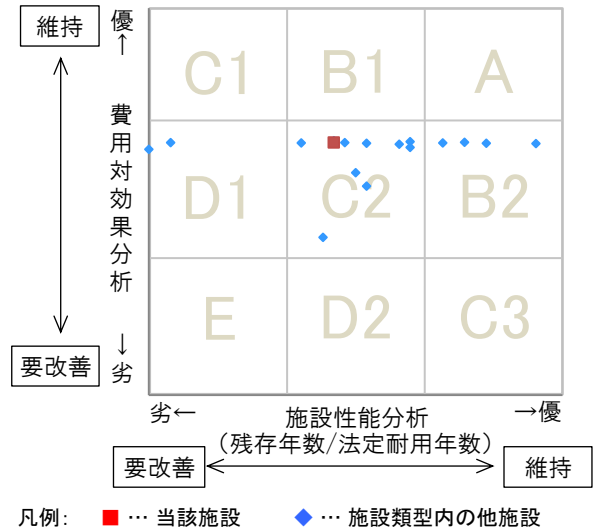 維持
優↑
C1 B1 A
費用対効果分析
D1 C2 B2
E D2 C3
↓劣
要改善
劣← 施設性能分析 →優
（残存年数/法定耐用年数）
要改善 維持
凡例: ■ … 当該施設 ◆ … 施設類型内の他施設